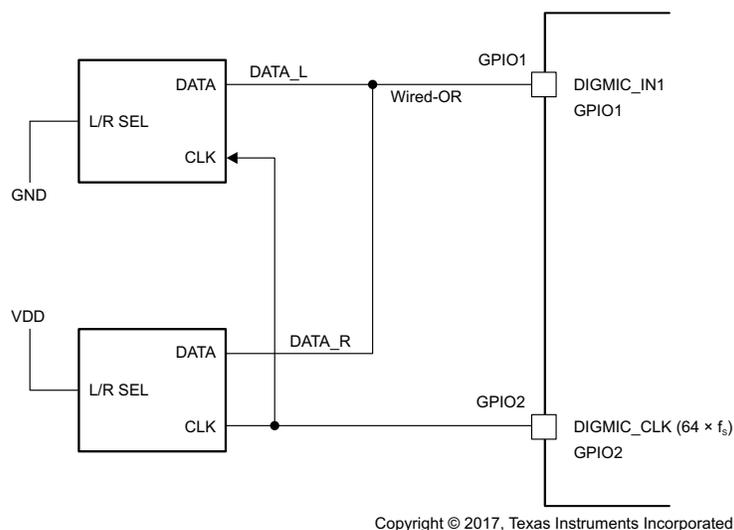 GPIO1
DATA DATA_L
DIGMIC_IN1
Wired-OR
GPIO1
L/R SEL
CLK
GND
VDD
DATA_R
DATA
L/R SEL
GPIO2
CLK
DIGMIC_CLK (64 × fₛ)
GPIO2
Copyright © 2017, Texas Instruments Incorporated